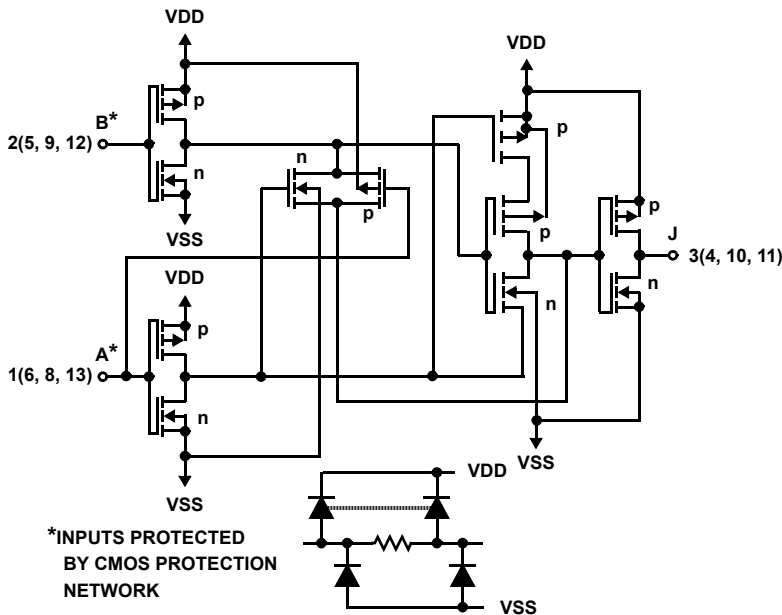 VDD
VDD
p
B*
2(5, 9, 12)
n
VSS
n
p
p
p
n
VDD
p
A*
1(6, 8, 13)
n
VSS
p
J
3(4, 10, 11)
n
VSS
VDD
VSS
*INPUTS PROTECTED
BY CMOS PROTECTION
NETWORK